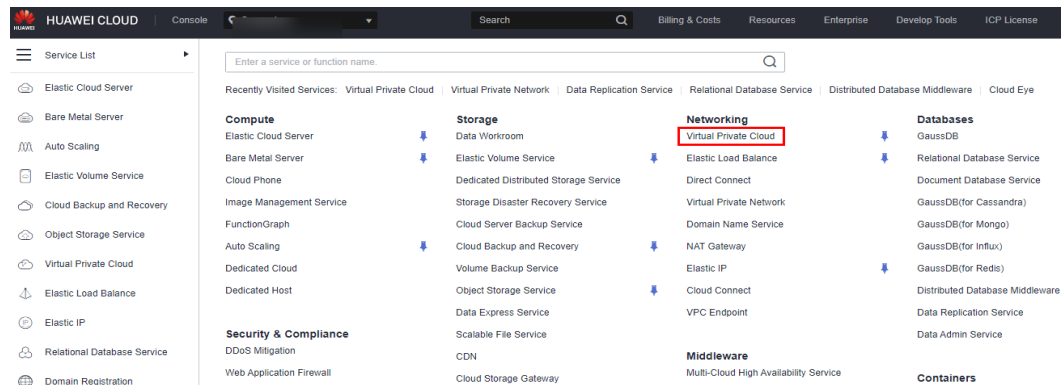 HUAWEI
HUAWEI CLOUD
Console
Search
Billing & Costs
Resources
Enterprise
Develop Tools
ICP License
Service List
Elastic Cloud Server
Bare Metal Server
Auto Scaling
Elastic Volume Service
Cloud Backup and Recovery
Object Storage Service
Virtual Private Cloud
Elastic Load Balance
Elastic IP
Relational Database Service
Domain Registration
Enter a service or function name.
Recently Visited Services: Virtual Private Cloud | Virtual Private Network | Data Replication Service | Relational Database Service | Distributed Database Middleware | Cloud Eye
Compute
Elastic Cloud Server
Bare Metal Server
Cloud Phone
Image Management Service
FunctionGraph
Auto Scaling
Dedicated Cloud
Dedicated Host
Security & Compliance
DDoS Mitigation
Web Application Firewall
Storage
Data Workroom
Elastic Volume Service
Dedicated Distributed Storage Service
Storage Disaster Recovery Service
Cloud Server Backup Service
Cloud Backup and Recovery
Volume Backup Service
Object Storage Service
Data Express Service
Scalable File Service
CDN
Cloud Storage Gateway
Networking
Virtual Private Cloud
Elastic Load Balance
Direct Connect
Virtual Private Network
Domain Name Service
NAT Gateway
Elastic IP
Cloud Connect
VPC Endpoint
Middleware
Multi-Cloud High Availability Service
Databases
GaussDB
Relational Database Service
Document Database Service
GaussDB(for Cassandra)
GaussDB(for Mongo)
GaussDB(for Influx)
GaussDB(for Redis)
Distributed Database Middleware
Data Replication Service
Data Admin Service
Containers